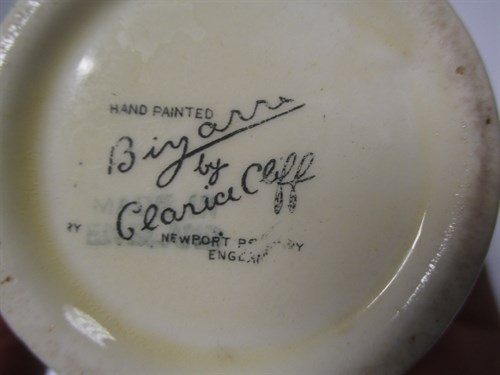 HAND PAINTED
Bizarre
by
Clarice Cliff
NEWPORT
ENGLAND